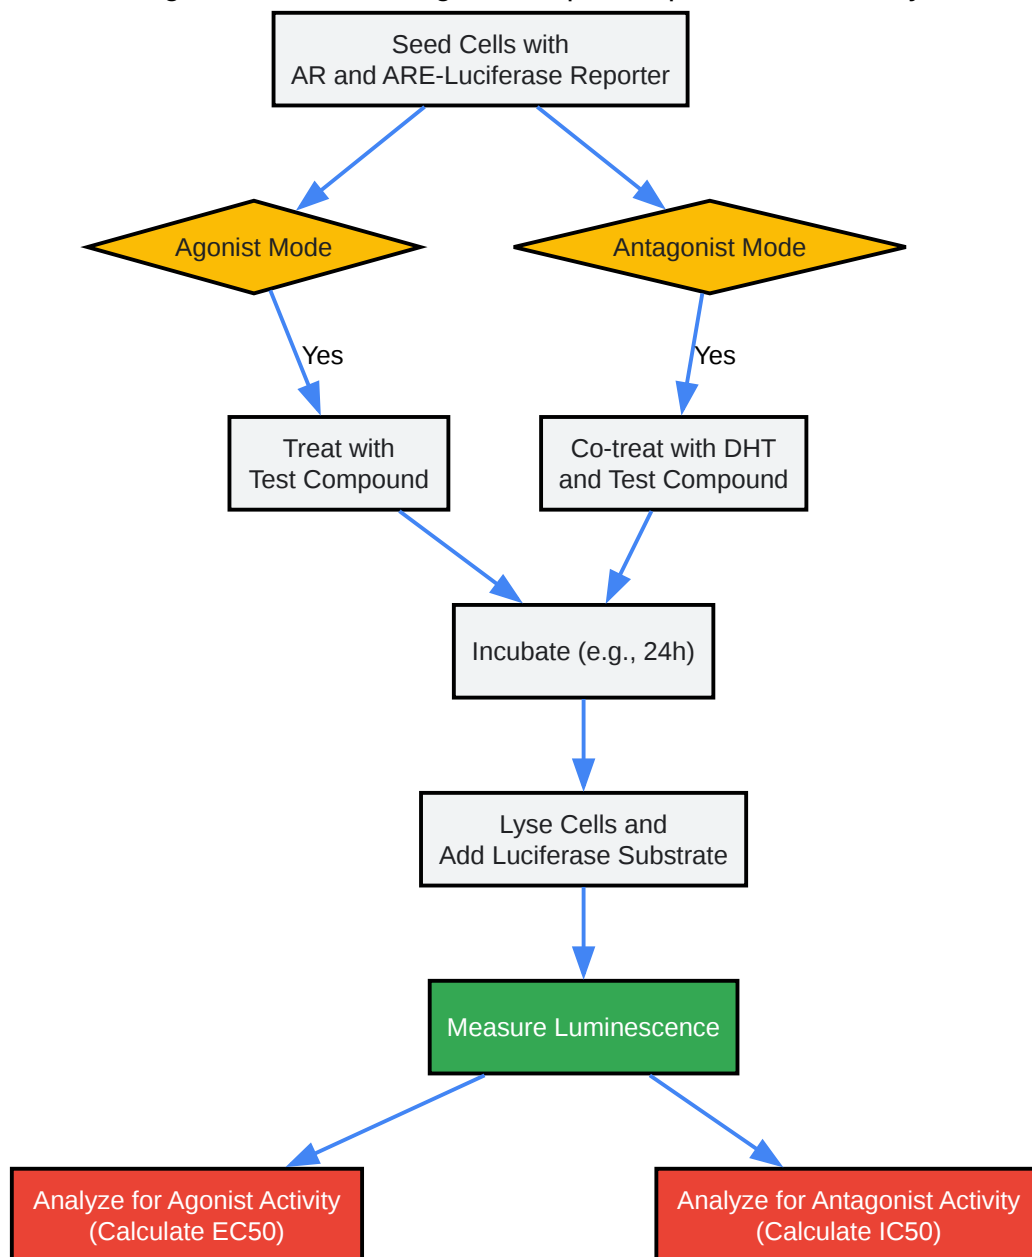 Seed Cells with
AR and ARE-Luciferase Reporter
Agonist Mode
Antagonist Mode
Yes
Yes
Treat with
Test Compound
Co-treat with DHT
and Test Compound
Incubate (e.g., 24h)
Lyse Cells and
Add Luciferase Substrate
Measure Luminescence
Analyze for Agonist Activity
(Calculate EC50)
Analyze for Antagonist Activity
(Calculate IC50)